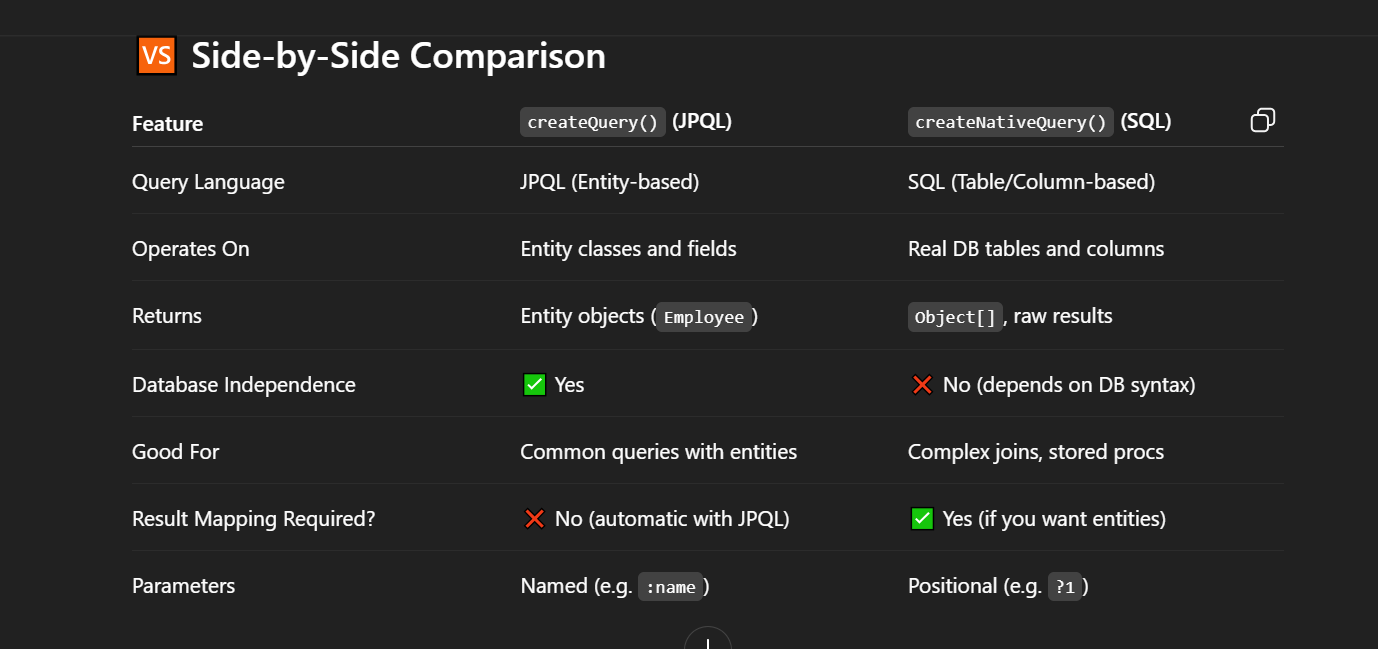 VS Side-by-Side Comparison
Feature createQuery() (JPQL) createNativeQuery() (SQL)
Query Language JPQL (Entity-based) SQL (Table/Column-based)
Operates On Entity classes and fields Real DB tables and columns
Returns Entity objects (Employee) Object[], raw results
Database Independence ✅ Yes ❌ No (depends on DB syntax)
Good For Common queries with entities Complex joins, stored procs
Result Mapping Required? ❌ No (automatic with JPQL) ✅ Yes (if you want entities)
Parameters Named (e.g. :name) Positional (e.g. ?1)